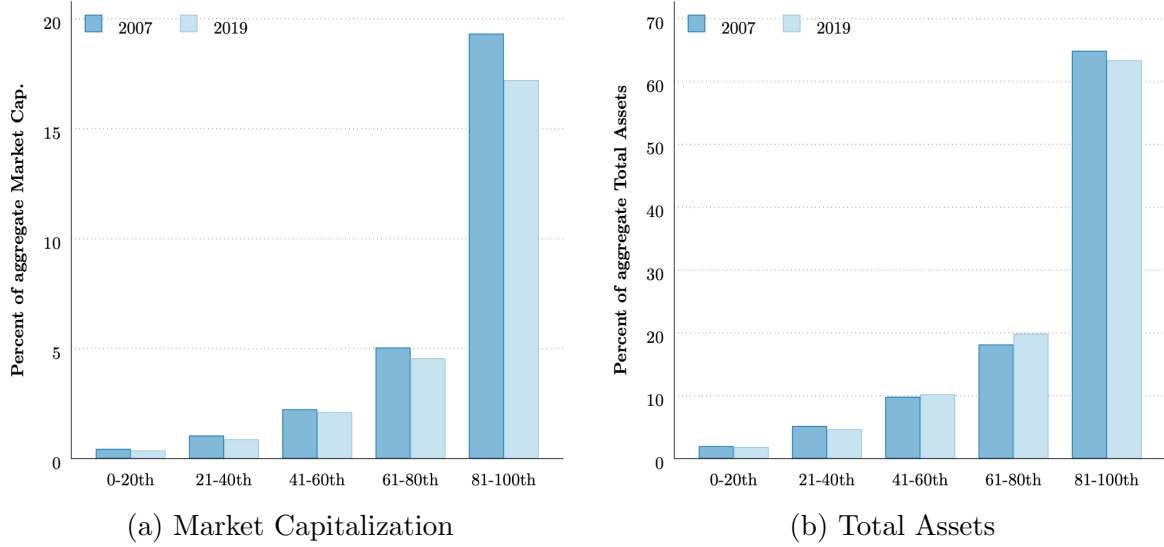 2007 2019
Percent of aggregate Market Cap.
20
15
10
5
0
0-20th 21-40th 41-60th 61-80th 81-100th
(a) Market Capitalization
2007 2019
Percent of aggregate Total Assets
70
60
50
40
30
20
10
0
0-20th 21-40th 41-60th 61-80th 81-100th
(b) Total Assets